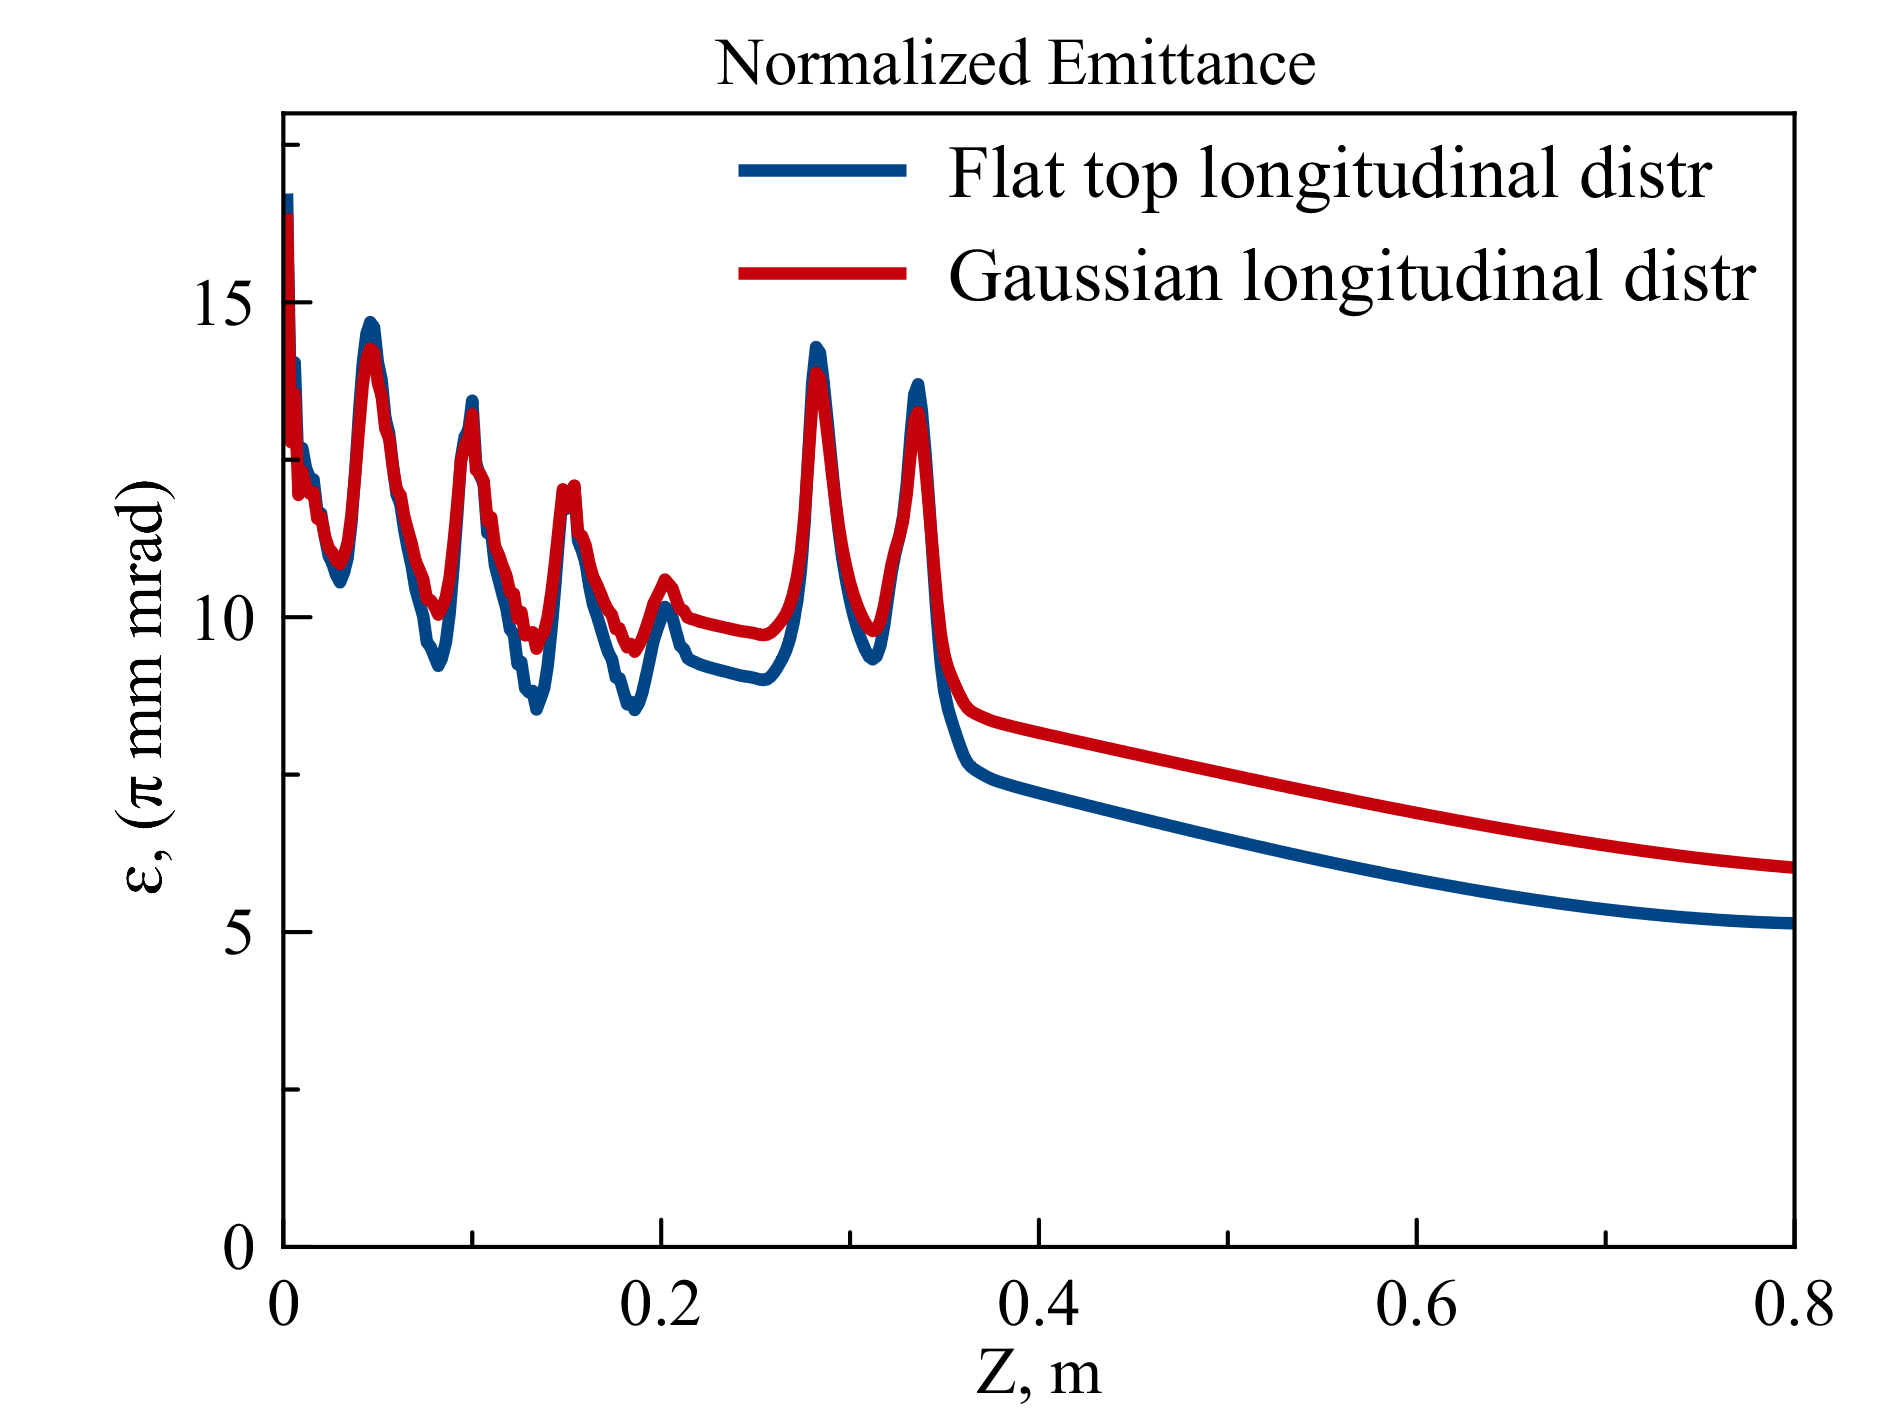 Normalized Emittance
Flat top longitudinal distr
Gaussian longitudinal distr
ε, (π mm mrad)
15
10
5
0
0 0.2 0.4 0.6 0.8
Z, m